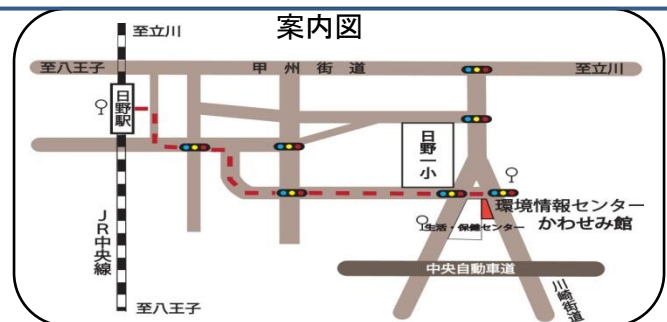 案内図
至立川
至八王子
甲州街道
至立川
日野駅
日野一小
環境情報センター
かわせみ館
生活・保健センター
JR中央線
中央自動車道
川崎街道
至八王子